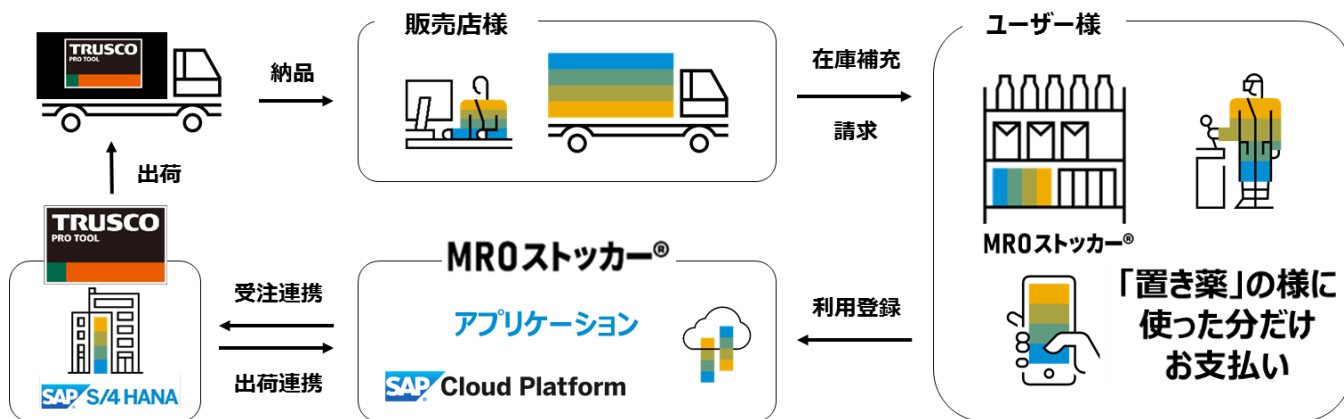 TRUSCO
PRO TOOL
納品
販売店様
在庫補充
請求
ユーザー様
出荷
TRUSCO
PRO TOOL
SAP S/4 HANA
受注連携
出荷連携
MROストッカー®
アプリケーション
SAP Cloud Platform
利用登録
MROストッカー®
「置き薬」の様に
使った分だけ
お支払い